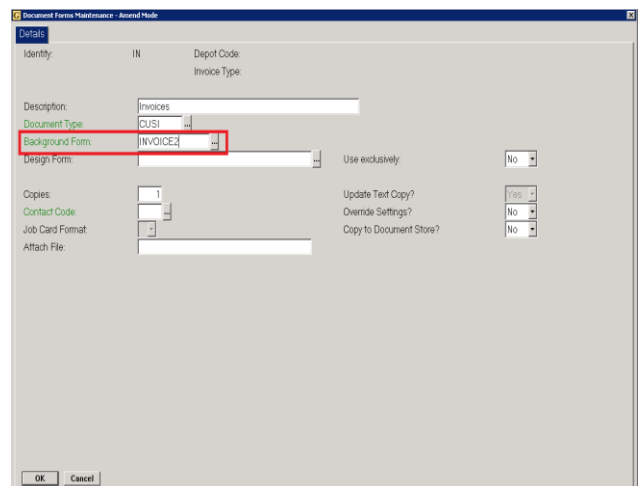 Document Forms Maintenance - Amend Mode
Details
Identity: IN Depot Code:
Invoice Type:
Description: Invoices
Document Type: CUSI ...
Background Form: INVOICE2 ...
Design Form: ... Use exclusively: No
Copies: 1 Update Text Copy? Yes
Contact Code: ... Override Settings? No
Job Card Format: Copy to Document Store? No
Attach File:
OK Cancel